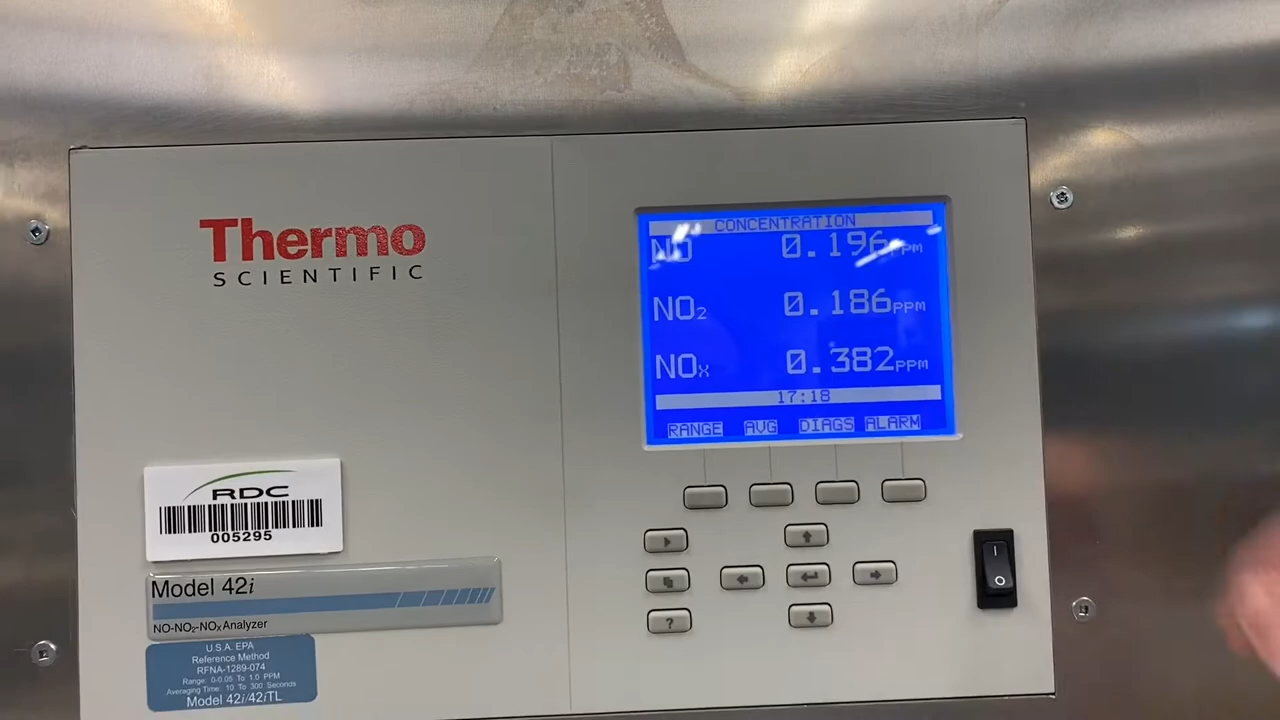 Thermo
SCIENTIFIC
CONCENTRATION
NO 0.196 PPM
NO₂ 0.186 PPM
NOx 0.382 PPM
17:18
RANGE AVG DIAGS ALARM
RDC
005295
Model 42i
NO-NO₂-NOx Analyzer
U.S.A. EPA
Reference Method
RFNA-1289-074
Range: 0-0.05 To 1.0 PPM
Averaging Time: 10 To 300 Seconds
Model 42i/42iTL
?
I
O